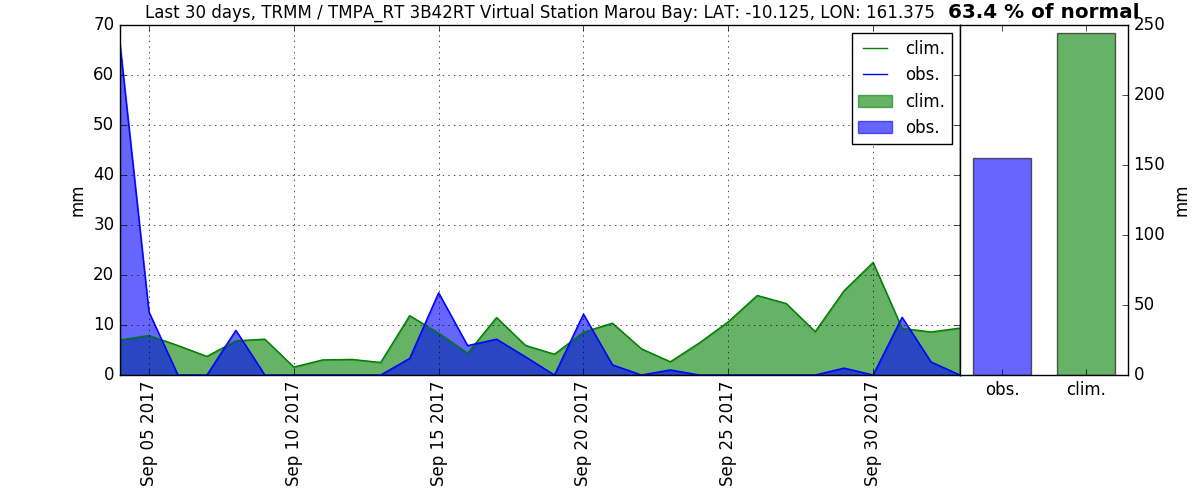 Last 30 days, TRMM / TMPA_RT 3B42RT Virtual Station Marou Bay: LAT: -10.125, LON: 161.375
63.4 % of normal
70
60
50
40
30
20
10
0
mm
clim.
obs.
clim.
obs.
250
200
150
100
50
0
mm
obs.
clim.
Sep 05 2017
Sep 10 2017
Sep 15 2017
Sep 20 2017
Sep 25 2017
Sep 30 2017